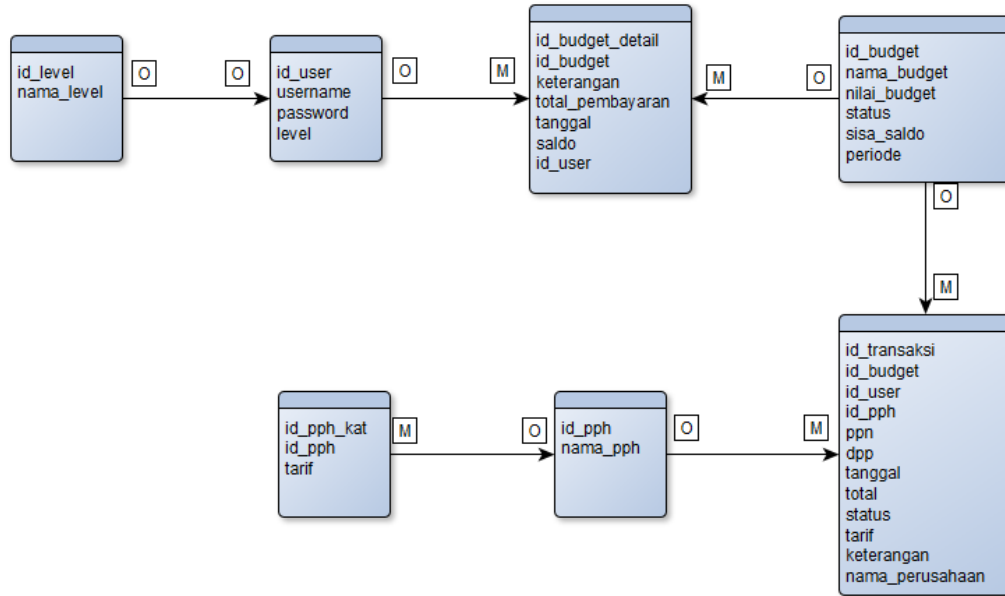 id_level
nama_level
O
O
id_user
username
password
level
O
M
id_budget_detail
id_budget
keterangan
total_pembayaran
tanggal
saldo
id_user
M
O
id_budget
nama_budget
nilai_budget
status
sisa_saldo
periode
O
M
id_pph_kat
id_pph
tarif
M
O
id_pph
nama_pph
O
M
id_transaksi
id_budget
id_user
id_pph
ppn
dpp
tanggal
total
status
tarif
keterangan
nama_perusahaan